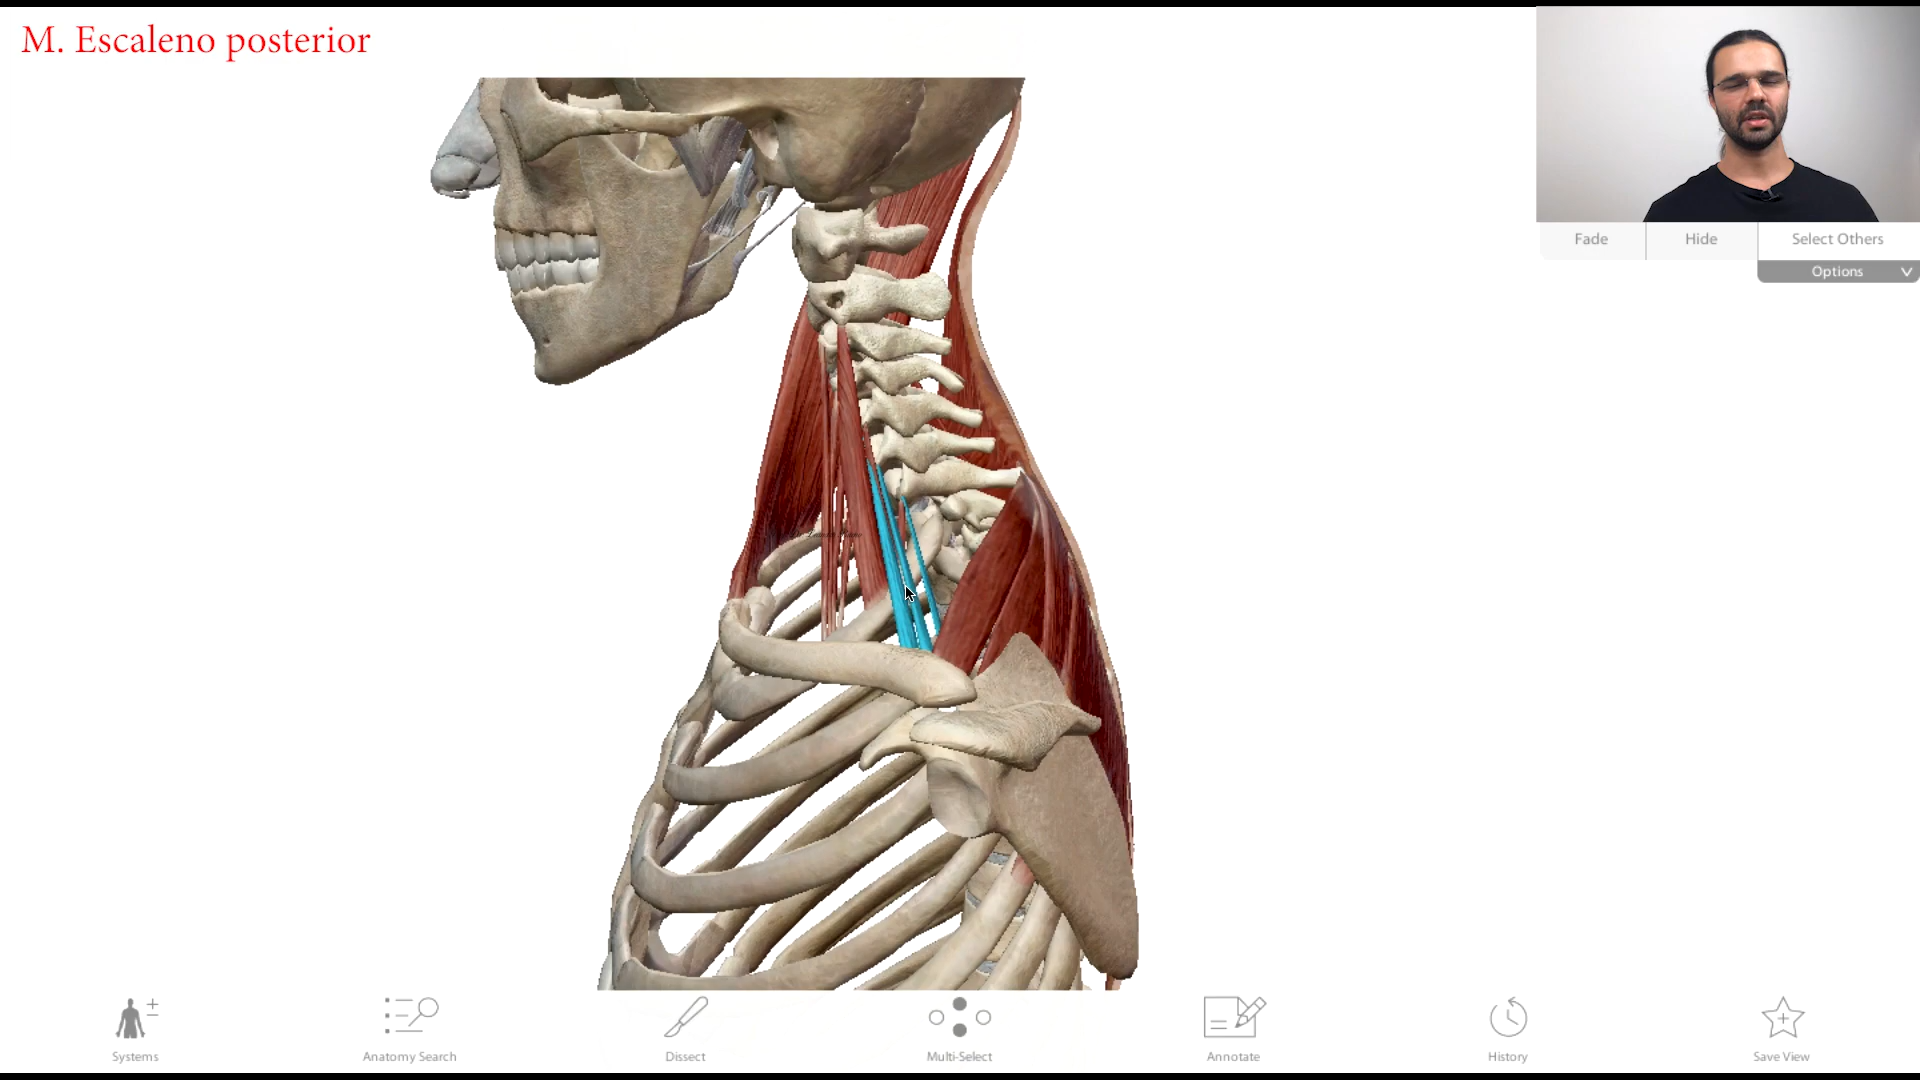 M. Escaleno posterior
Fade
Hide
Select Others
Options
Systems
Anatomy Search
Dissect
Multi-Select
Annotate
History
Save View